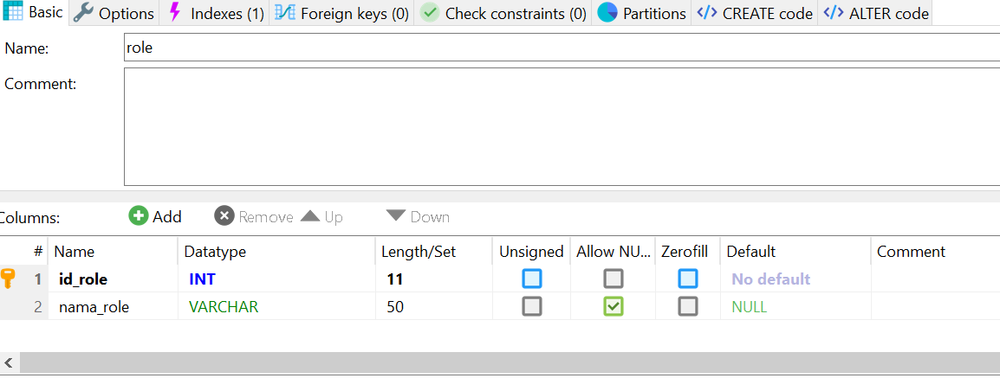 Basic Options Indexes (1) Foreign keys (0) Check constraints (0) Partitions CREATE code ALTER code
Name: role
Comment:
Columns: Add Remove Up Down
# Name Datatype Length/Set Unsigned Allow NU... Zerofill Default Comment
1 id_role INT 11 No default
2 nama_role VARCHAR 50 NULL